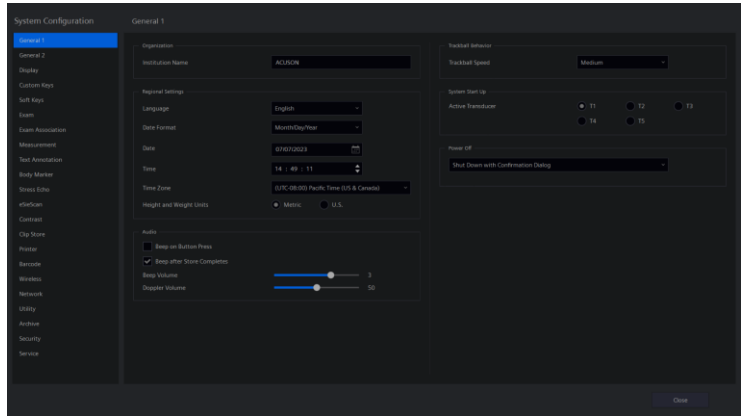 System Configuration
General 1
General 1
General 2
Display
Custom Keys
Soft Keys
Exam
Exam Association
Measurement
Text Annotation
Body Marker
Stress Echo
eSieScan
Contrast
Clip Store
Printer
Barcode
Wireless
Network
Utility
Archive
Security
Service
Organization
Institution Name ACUSON
Regional Settings
Language English
Date Format Month/Day/Year
Date 07/07/2023
Time 14 : 49 : 11
Time Zone (UTC-08:00) Pacific Time (US & Canada)
Height and Weight Units Metric U.S.
Audio
Beep on Button Press
Beep after Store Completes
Beep Volume 3
Doppler Volume 50
Trackball Behavior
Trackball Speed Medium
System Start Up
Active Transducer T1 T2 T3
T4 T5
Power Off
Shut Down with Confirmation Dialog
Close